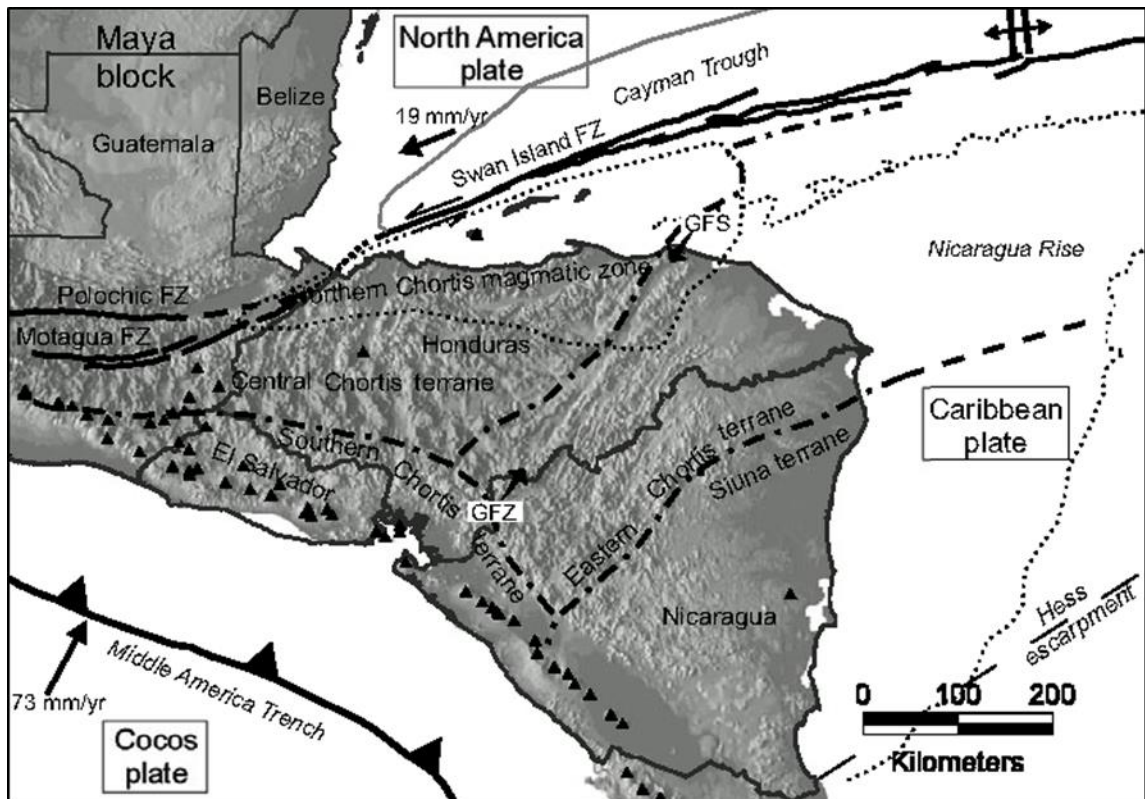 Maya
block
North America
plate
Belize
Guatemala
19 mm/yr
Cayman Trough
Swan Island FZ
GFS
Nicaragua Rise
Polochic FZ
Motagua FZ
Northern Chortis magmatic zone
Honduras
Central Chortis terrane
Southern Chortis terrane
El Salvador
GFZ
Eastern Chortis terrane
Siuna terrane
Caribbean
plate
Nicaragua
Hess
escarpment
73 mm/yr
Middle America Trench
Cocos
plate
0 100 200
Kilometers